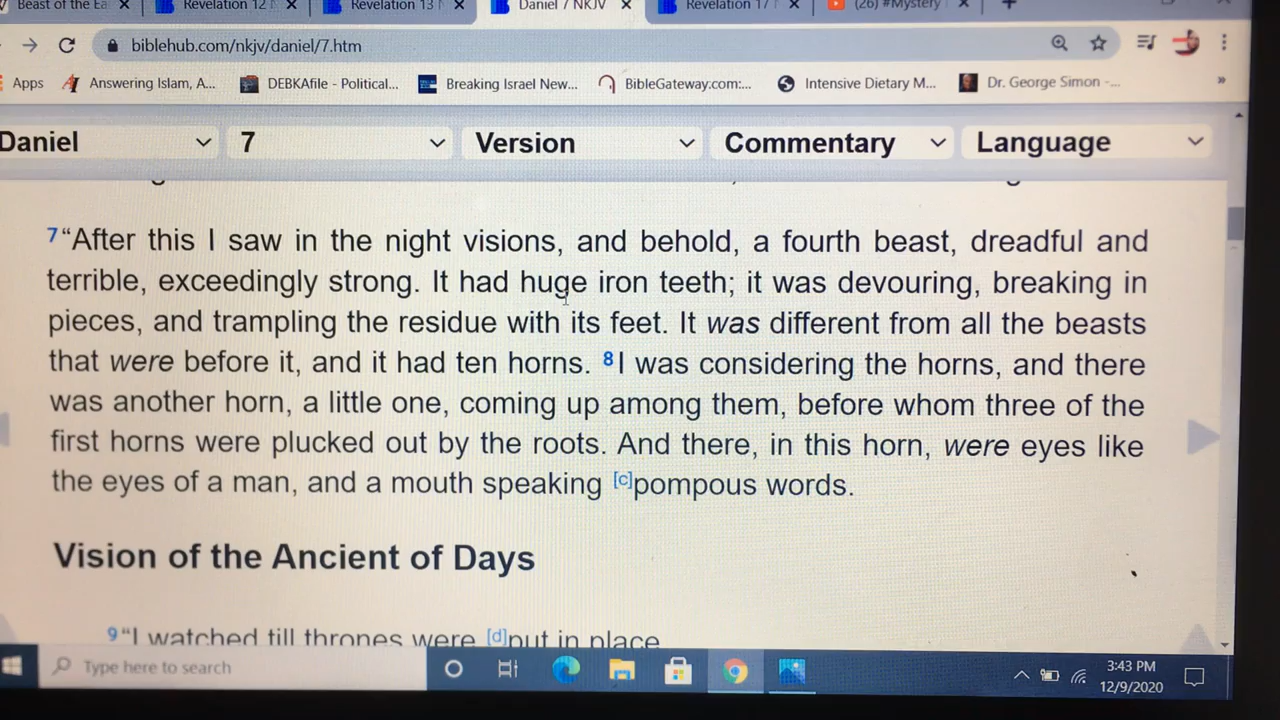 Beast of the Ea
Revelation 12
Revelation 13
Daniel 7 NKJV
Revelation 17
(26) #Mystery
biblehub.com/nkjv/daniel/7.htm
Apps
Answering Islam, A...
DEBKAfile - Political...
Breaking Israel New...
BibleGateway.com:...
Intensive Dietary M...
Dr. George Simon -...
»
Daniel
7
Version
Commentary
Language
7“After this I saw in the night visions, and behold, a fourth beast, dreadful and
terrible, exceedingly strong. It had huge iron teeth; it was devouring, breaking in
pieces, and trampling the residue with its feet. It was different from all the beasts
that were before it, and it had ten horns. 8I was considering the horns, and there
was another horn, a little one, coming up among them, before whom three of the
first horns were plucked out by the roots. And there, in this horn, were eyes like
the eyes of a man, and a mouth speaking [c]pompous words.
Vision of the Ancient of Days
9“I watched till thrones were [d]put in place
Type here to search
3:43 PM
12/9/2020